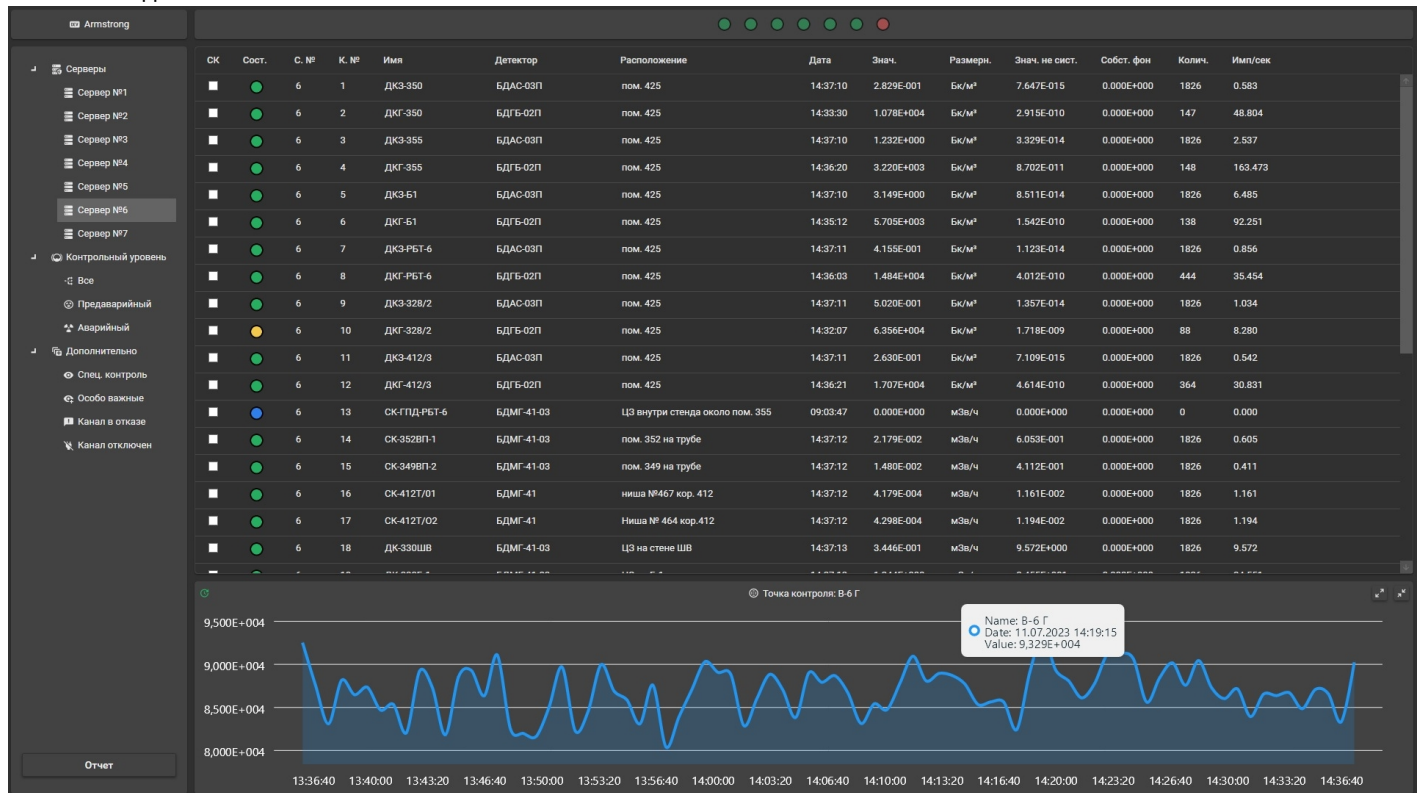 Armstrong
Серверы
Сервер №1
Сервер №2
Сервер №3
Сервер №4
Сервер №5
Сервер №6
Сервер №7
Контрольный уровень
Все
Предаварийный
Аварийный
Дополнительно
Спец. контроль
Особо важные
Канал в отказе
Канал отключен
Отчет
СК Сост. С. № К. № Имя Детектор Расположение Дата Знач. Размерн. Знач. не сист. Собст. фон Колич. Имп/сек
6 1 ДКЗ-350 БДАС-03П пом. 425 14:37:10 2.829E-001 Бк/м³ 7.647E-015 0.000E+000 1826 0.583
6 2 ДКГ-350 БДГБ-02П пом. 425 14:33:30 1.078E+004 Бк/м³ 2.915E-010 0.000E+000 147 48.804
6 3 ДКЗ-355 БДАС-03П пом. 425 14:37:10 1.232E+000 Бк/м³ 3.329E-014 0.000E+000 1826 2.537
6 4 ДКГ-355 БДГБ-02П пом. 425 14:36:20 3.220E+003 Бк/м³ 8.702E-011 0.000E+000 148 163.473
6 5 ДКЗ-Б1 БДАС-03П пом. 425 14:37:10 3.149E+000 Бк/м³ 8.511E-014 0.000E+000 1826 6.485
6 6 ДКГ-Б1 БДГБ-02П пом. 425 14:35:12 5.705E+003 Бк/м³ 1.542E-010 0.000E+000 138 92.251
6 7 ДКЗ-РБТ-6 БДАС-03П пом. 425 14:37:11 4.155E-001 Бк/м³ 1.123E-014 0.000E+000 1826 0.856
6 8 ДКГ-РБТ-6 БДГБ-02П пом. 425 14:36:03 1.484E+004 Бк/м³ 4.012E-010 0.000E+000 444 35.454
6 9 ДКЗ-328/2 БДАС-03П пом. 425 14:37:11 5.020E-001 Бк/м³ 1.357E-014 0.000E+000 1826 1.034
6 10 ДКГ-328/2 БДГБ-02П пом. 425 14:32:07 6.356E+004 Бк/м³ 1.718E-009 0.000E+000 88 8.280
6 11 ДКЗ-412/3 БДАС-03П пом. 425 14:37:11 2.630E-001 Бк/м³ 7.109E-015 0.000E+000 1826 0.542
6 12 ДКГ-412/3 БДГБ-02П пом. 425 14:36:21 1.707E+004 Бк/м³ 4.614E-010 0.000E+000 364 30.831
6 13 СК-ГПД-РБТ-6 БДМГ-41-03 ЦЗ внутри стенда около пом. 355 09:03:47 0.000E+000 мЗв/ч 0.000E+000 0.000E+000 0 0.000
6 14 СК-352ВП-1 БДМГ-41-03 пом. 352 на трубе 14:37:12 2.179E-002 мЗв/ч 6.053E-001 0.000E+000 1826 0.605
6 15 СК-349ВП-2 БДМГ-41-03 пом. 349 на трубе 14:37:12 1.480E-002 мЗв/ч 4.112E-001 0.000E+000 1826 0.411
6 16 СК-412Т/01 БДМГ-41 ниша №467 кор. 412 14:37:12 4.179E-004 мЗв/ч 1.161E-002 0.000E+000 1826 1.161
6 17 СК-412Т/О2 БДМГ-41 Ниша № 464 кор.412 14:37:12 4.298E-004 мЗв/ч 1.194E-002 0.000E+000 1826 1.194
6 18 ДК-330ШВ БДМГ-41-03 ЦЗ на стене ШВ 14:37:13 3.446E-001 мЗв/ч 9.572E+000 0.000E+000 1826 9.572
Точка контроля: В-6 Г
Name: В-6 Г
Date: 11.07.2023 14:19:15
Value: 9,329E+004
9,500E+004
9,000E+004
8,500E+004
8,000E+004
13:36:40 13:40:00 13:43:20 13:46:40 13:50:00 13:53:20 13:56:40 14:00:00 14:03:20 14:06:40 14:10:00 14:13:20 14:16:40 14:20:00 14:23:20 14:26:40 14:30:00 14:33:20 14:36:40